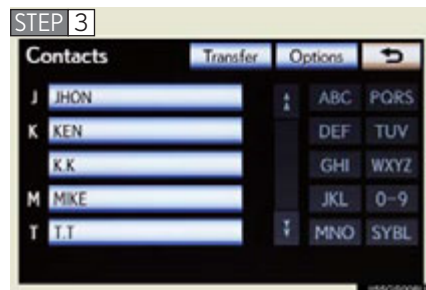 STEP 3
Contacts Transfer Options
J JHON ABC PQRS
K KEN DEF TUV
K.K GHI WXYZ
M MIKE JKL 0-9
T T.T MNO SYBL